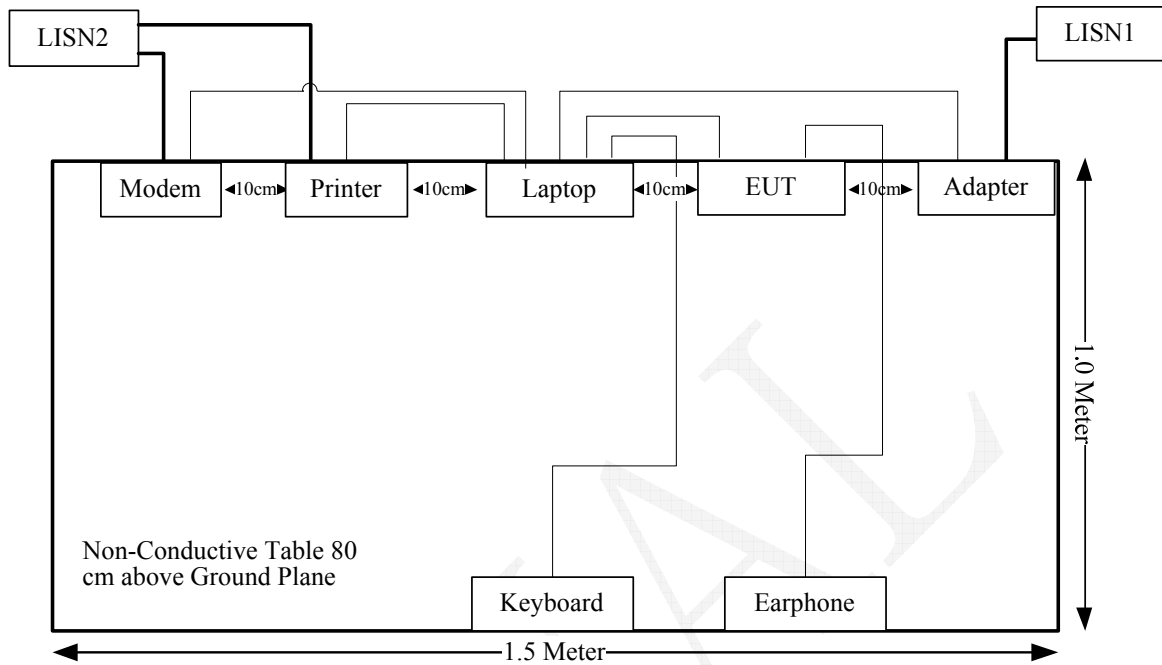 LISN2
LISN1
Modem
10cm
Printer
10cm
Laptop
10cm
EUT
10cm
Adapter
1.0 Meter
Non-Conductive Table 80
cm above Ground Plane
Keyboard
Earphone
1.5 Meter